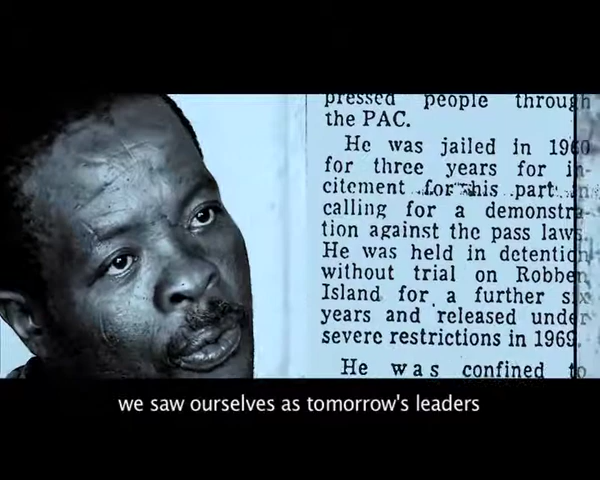 pressed people through
the PAC.
He was jailed in 1960
for three years for in-
citement for his part in
calling for a demonstra-
tion against the pass laws.
He was held in detention
without trial on Robben
Island for a further six
years and released under
severe restrictions in 1969.
He was confined to
we saw ourselves as tomorrow's leaders